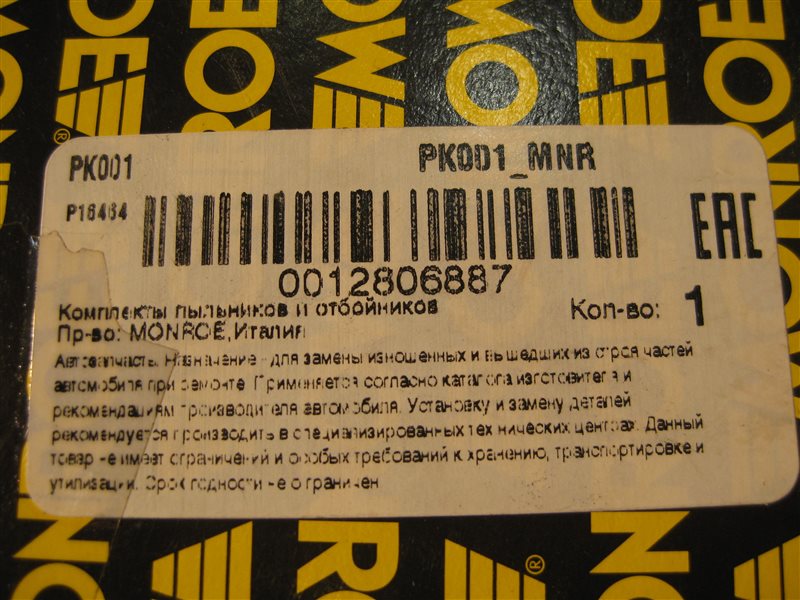 PK001
PK001_MNR
P16464
EAC
0012806887
Комплекты пыльников и отбойников
Кол-во: 1
Пр-во: MONROE,Италия
Автозапчасть. Назначение - для замены изношенных и вышедших из строя частей
автомобиля при ремонте. Применяется согласно каталога изготовителя и
рекомендациям производителя автомобиля. Установку и замену деталей
рекомендуется производить в специализированных технических центрах. Данный
товар не имеет ограничений и особых требований к хранению, транспортировке и
утилизации. Срок годности не ограничен
MONROE